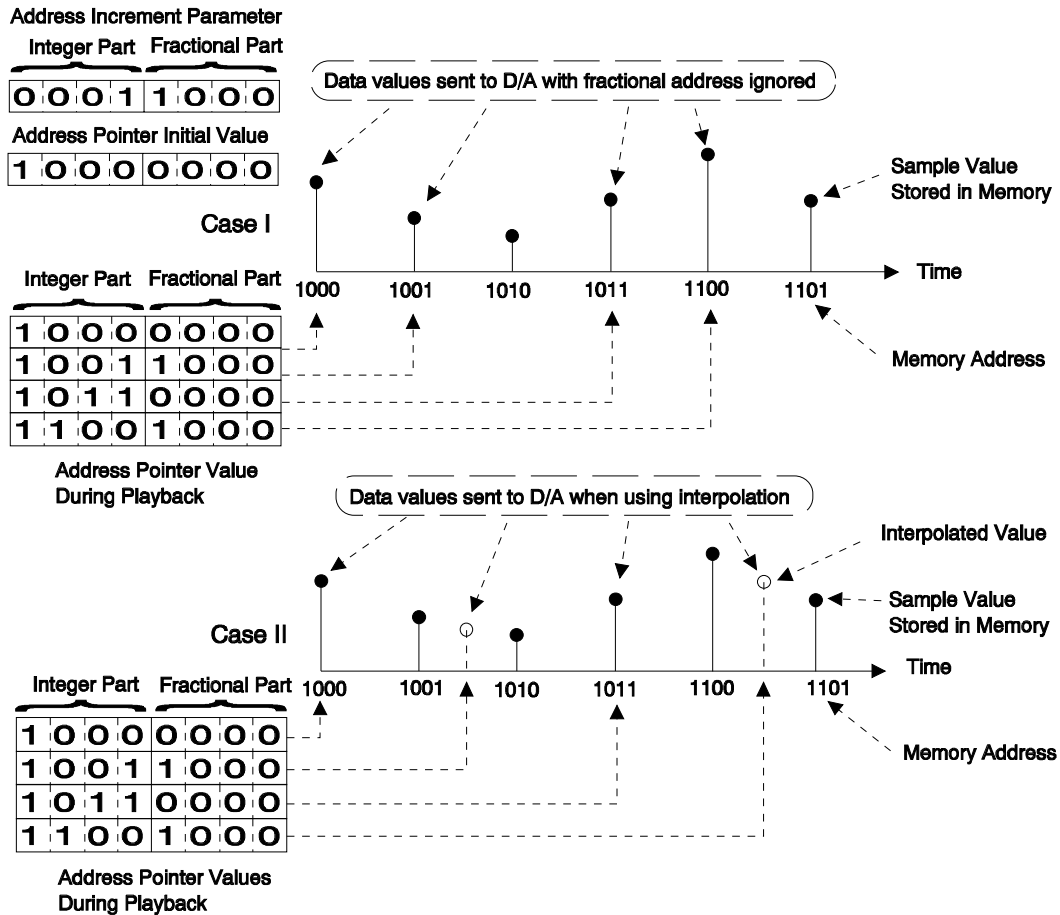 Address Increment Parameter
Integer Part Fractional Part
0 0 0 1 1 0 0 0
Data values sent to D/A with fractional address ignored
Address Pointer Initial Value
1 0 0 0 0 0 0 0
Sample Value
Stored in Memory
Case I
Time
1000 1001 1010 1011 1100 1101
Integer Part Fractional Part
1 0 0 0 0 0 0 0
1 0 0 1 1 0 0 0
1 0 1 1 0 0 0 0
1 1 0 0 1 0 0 0
Memory Address
Address Pointer Value
During Playback
Data values sent to D/A when using interpolation
Interpolated Value
Sample Value
Stored in Memory
Case II
Time
1000 1001 1010 1011 1100 1101
Integer Part Fractional Part
1 0 0 0 0 0 0 0
1 0 0 1 1 0 0 0
1 0 1 1 0 0 0 0
1 1 0 0 1 0 0 0
Memory Address
Address Pointer Values
During Playback